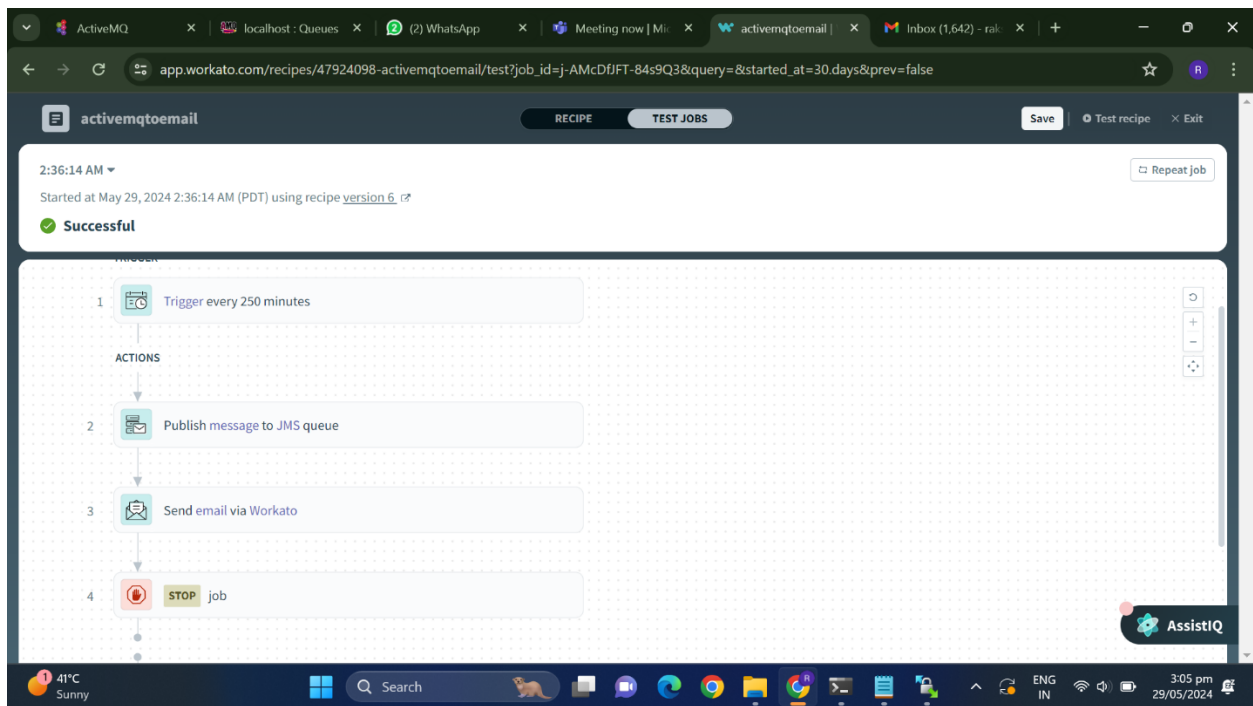 ActiveMQ
localhost : Queues
(2) WhatsApp
Meeting now | Mic
activemqtoemail |
Inbox (1,642) - rak
app.workato.com/recipes/47924098-activemqtoemail/test?job_id=j-AMcDfJFT-84s9Q3&query=&started_at=30.days&prev=false
R
activemqtoemail
RECIPE
TEST JOBS
Save
Test recipe
Exit
2:36:14 AM
Repeat job
Started at May 29, 2024 2:36:14 AM (PDT) using recipe version 6
Successful
TRIGGER
1 Trigger every 250 minutes
ACTIONS
2 Publish message to JMS queue
3 Send email via Workato
4 STOP job
AssistIQ
1
41°C
Sunny
Search
R
ENG
IN
3:05 pm
29/05/2024